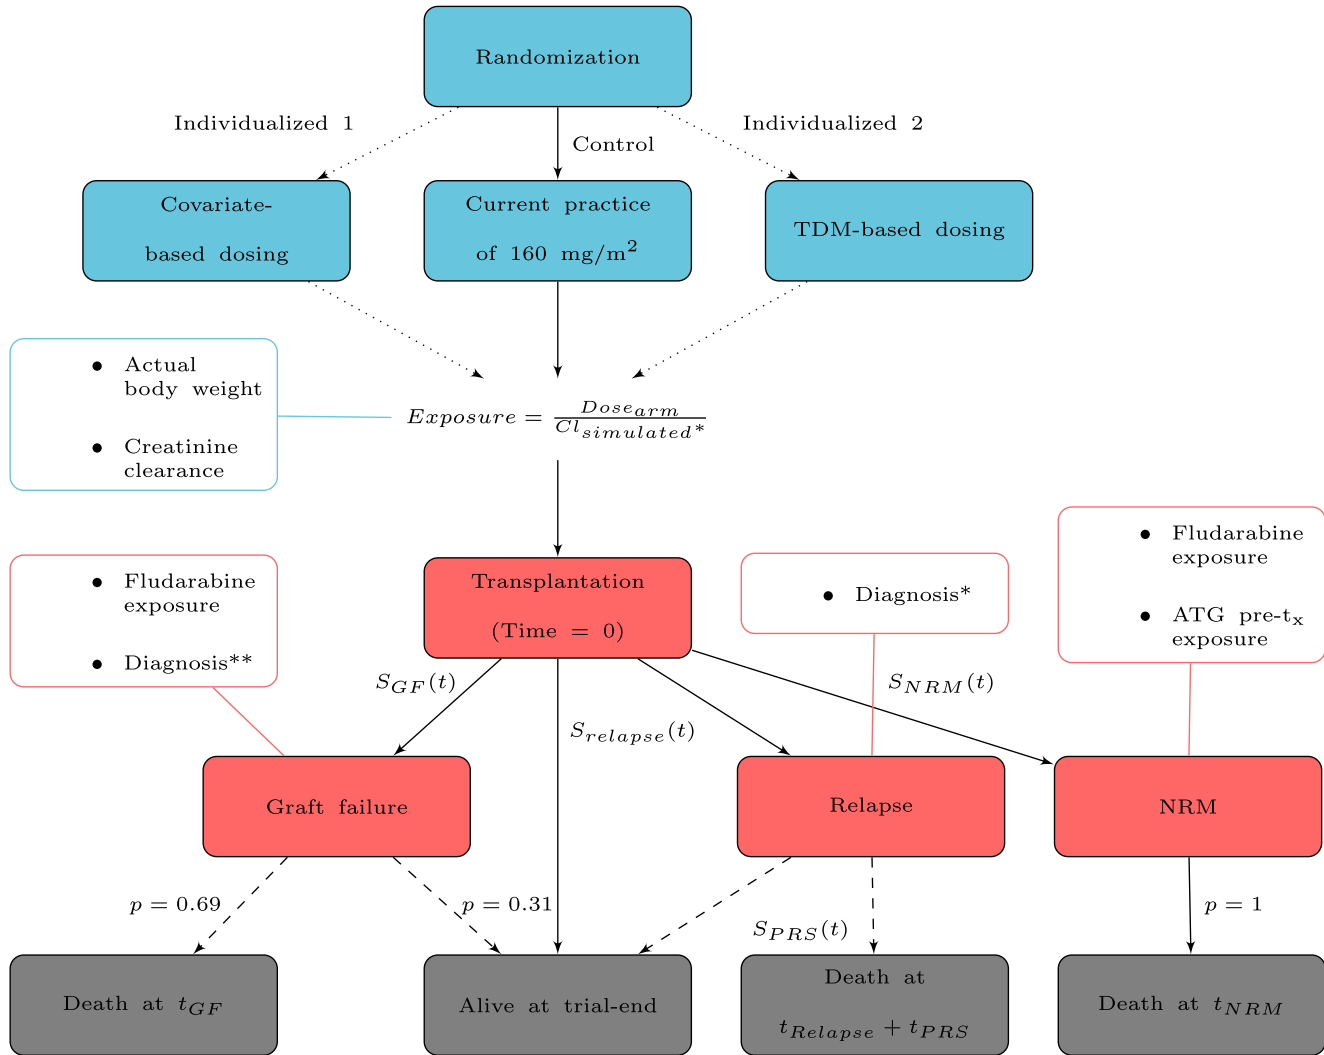 Randomization
Individualized 1
Individualized 2
Control
Covariate-
based dosing
Current practice
of 160 mg/m²
TDM-based dosing
• Actual
body weight
• Creatinine
clearance
Exposure = Dose_arm / Cl_simulated*
• Fludarabine
exposure
• Diagnosis**
Transplantation
(Time = 0)
• Diagnosis*
• Fludarabine
exposure
• ATG pre-t_x
exposure
S_GF(t)
S_relapse(t)
S_NRM(t)
Graft failure
Relapse
NRM
p = 0.69
p = 0.31
S_PRS(t)
p = 1
Death at t_GF
Alive at trial-end
Death at
t_Relapse + t_PRS
Death at t_NRM